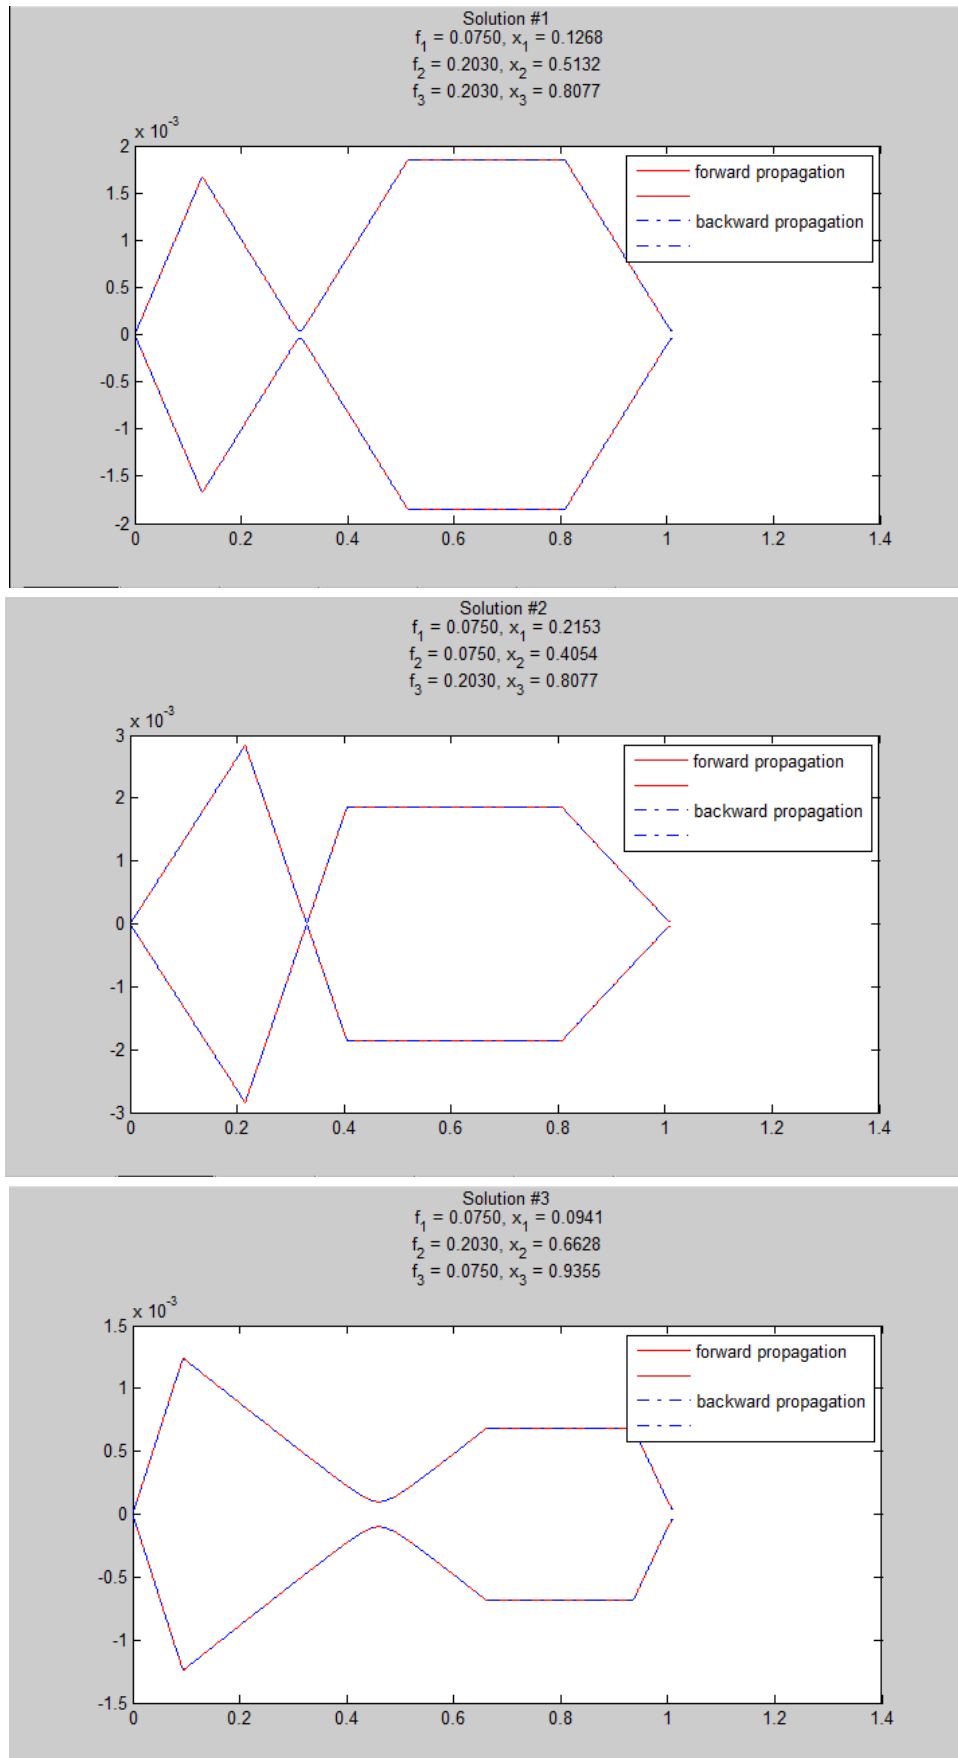 Solution #1
f1 = 0.0750, x1 = 0.1268
f2 = 0.2030, x2 = 0.5132
f3 = 0.2030, x3 = 0.8077
x 10-3
2
1.5
1
0.5
0
-0.5
-1
-1.5
-2
0 0.2 0.4 0.6 0.8 1 1.2 1.4
forward propagation
backward propagation
Solution #2
f1 = 0.0750, x1 = 0.2153
f2 = 0.0750, x2 = 0.4054
f3 = 0.2030, x3 = 0.8077
x 10-3
3
2
1
0
-1
-2
-3
0 0.2 0.4 0.6 0.8 1 1.2 1.4
forward propagation
backward propagation
Solution #3
f1 = 0.0750, x1 = 0.0941
f2 = 0.2030, x2 = 0.6628
f3 = 0.0750, x3 = 0.9355
x 10-3
1.5
1
0.5
0
-0.5
-1
-1.5
0 0.2 0.4 0.6 0.8 1 1.2 1.4
forward propagation
backward propagation